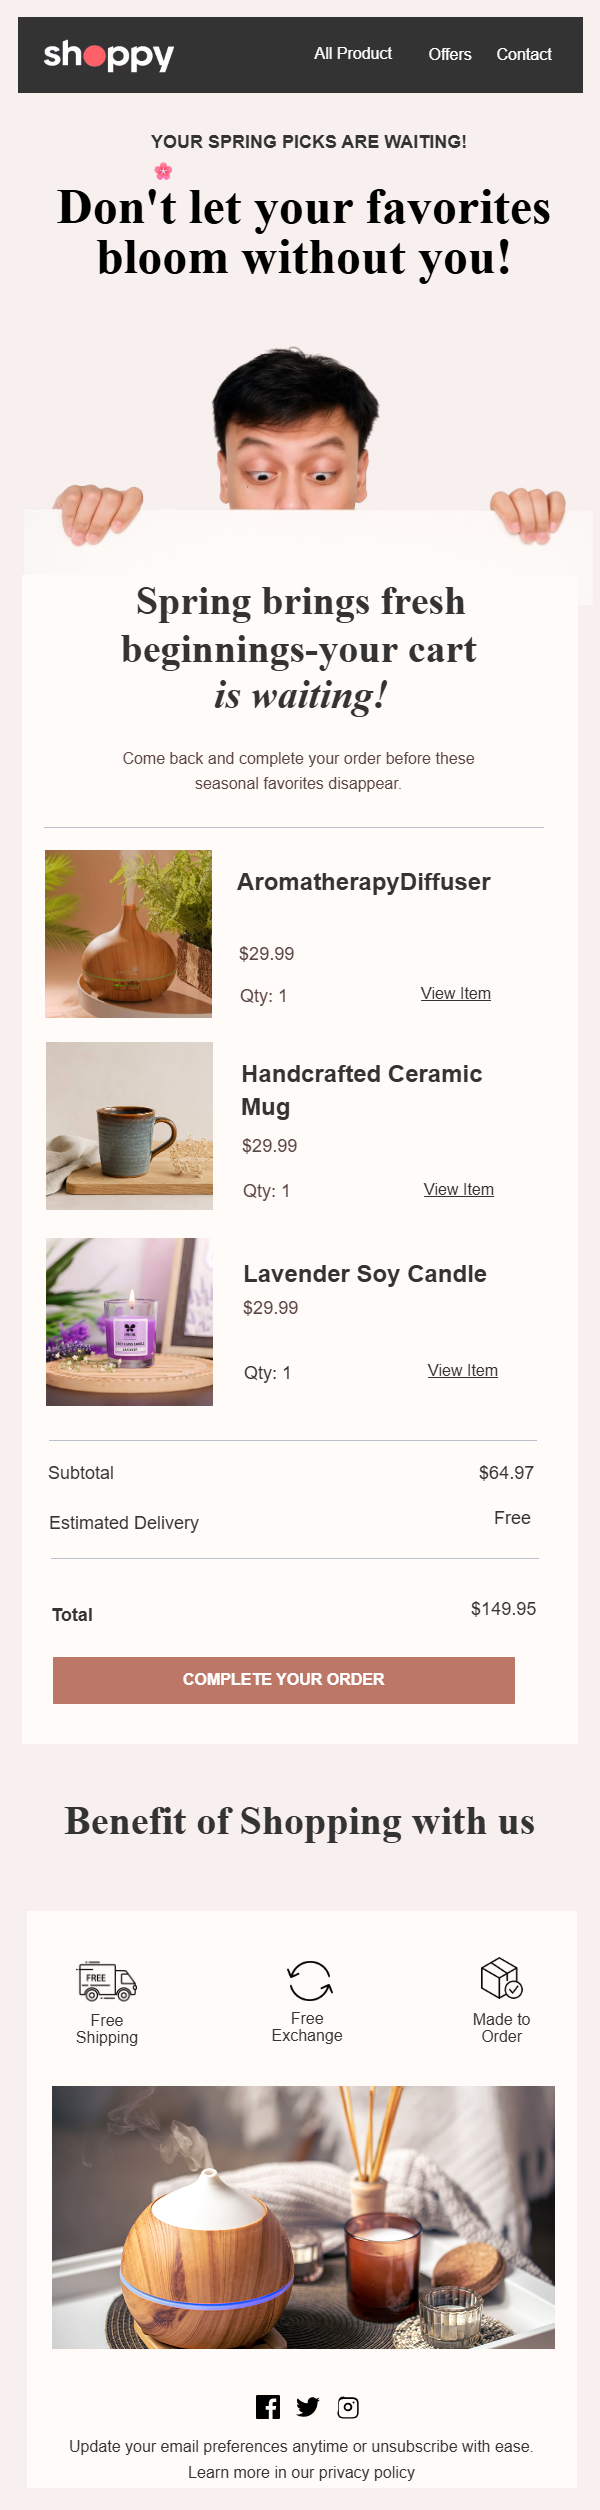 shoppy
All Product Offers Contact
YOUR SPRING PICKS ARE WAITING!
Don't let your favorites
bloom without you!
Spring brings fresh
beginnings-your cart
is waiting!
Come back and complete your order before these
seasonal favorites disappear.
AromatherapyDiffuser
$29.99
Qty: 1 View Item
Handcrafted Ceramic
Mug
$29.99
Qty: 1 View Item
Lavender Soy Candle
$29.99
Qty: 1 View Item
Subtotal $64.97
Estimated Delivery Free
Total $149.95
COMPLETE YOUR ORDER
Benefit of Shopping with us
FREE
Free
Shipping
Free
Exchange
Made to
Order
Update your email preferences anytime or unsubscribe with ease.
Learn more in our privacy policy